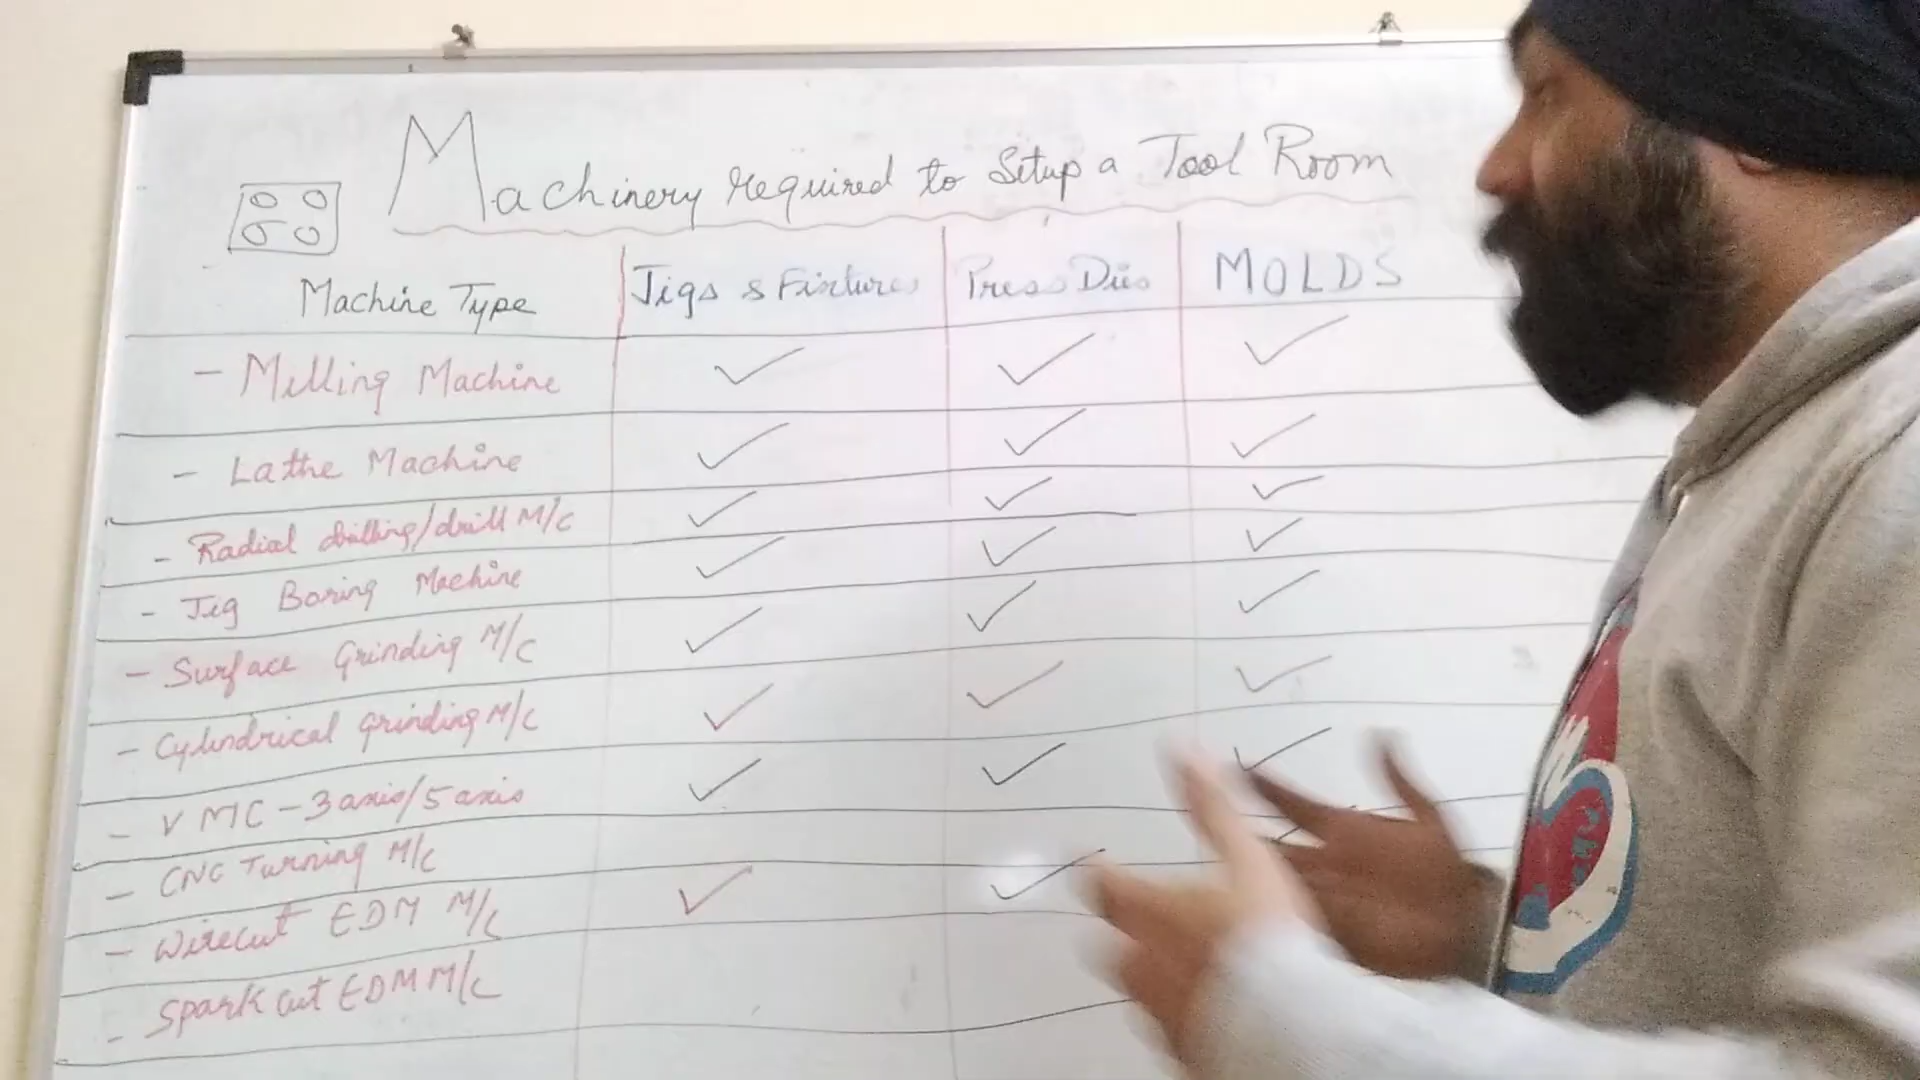 Machinery required to Setup a Tool Room
Machine Type Jigs & Fixtures Press Dies MOLDS
- Milling Machine ✓ ✓ ✓
- Lathe Machine ✓ ✓ ✓
- Radial drilling/drill M/C ✓ ✓ ✓
- Jig Boring Machine ✓ ✓ ✓
- Surface Grinding M/C ✓ ✓ ✓
- Cylindrical grinding M/C ✓ ✓ ✓
- VMC - 3 axis/5 axis ✓ ✓ ✓
- CNC Turning M/C
- Wirecut EDM M/C ✓ ✓
- Spark cut EDM M/C